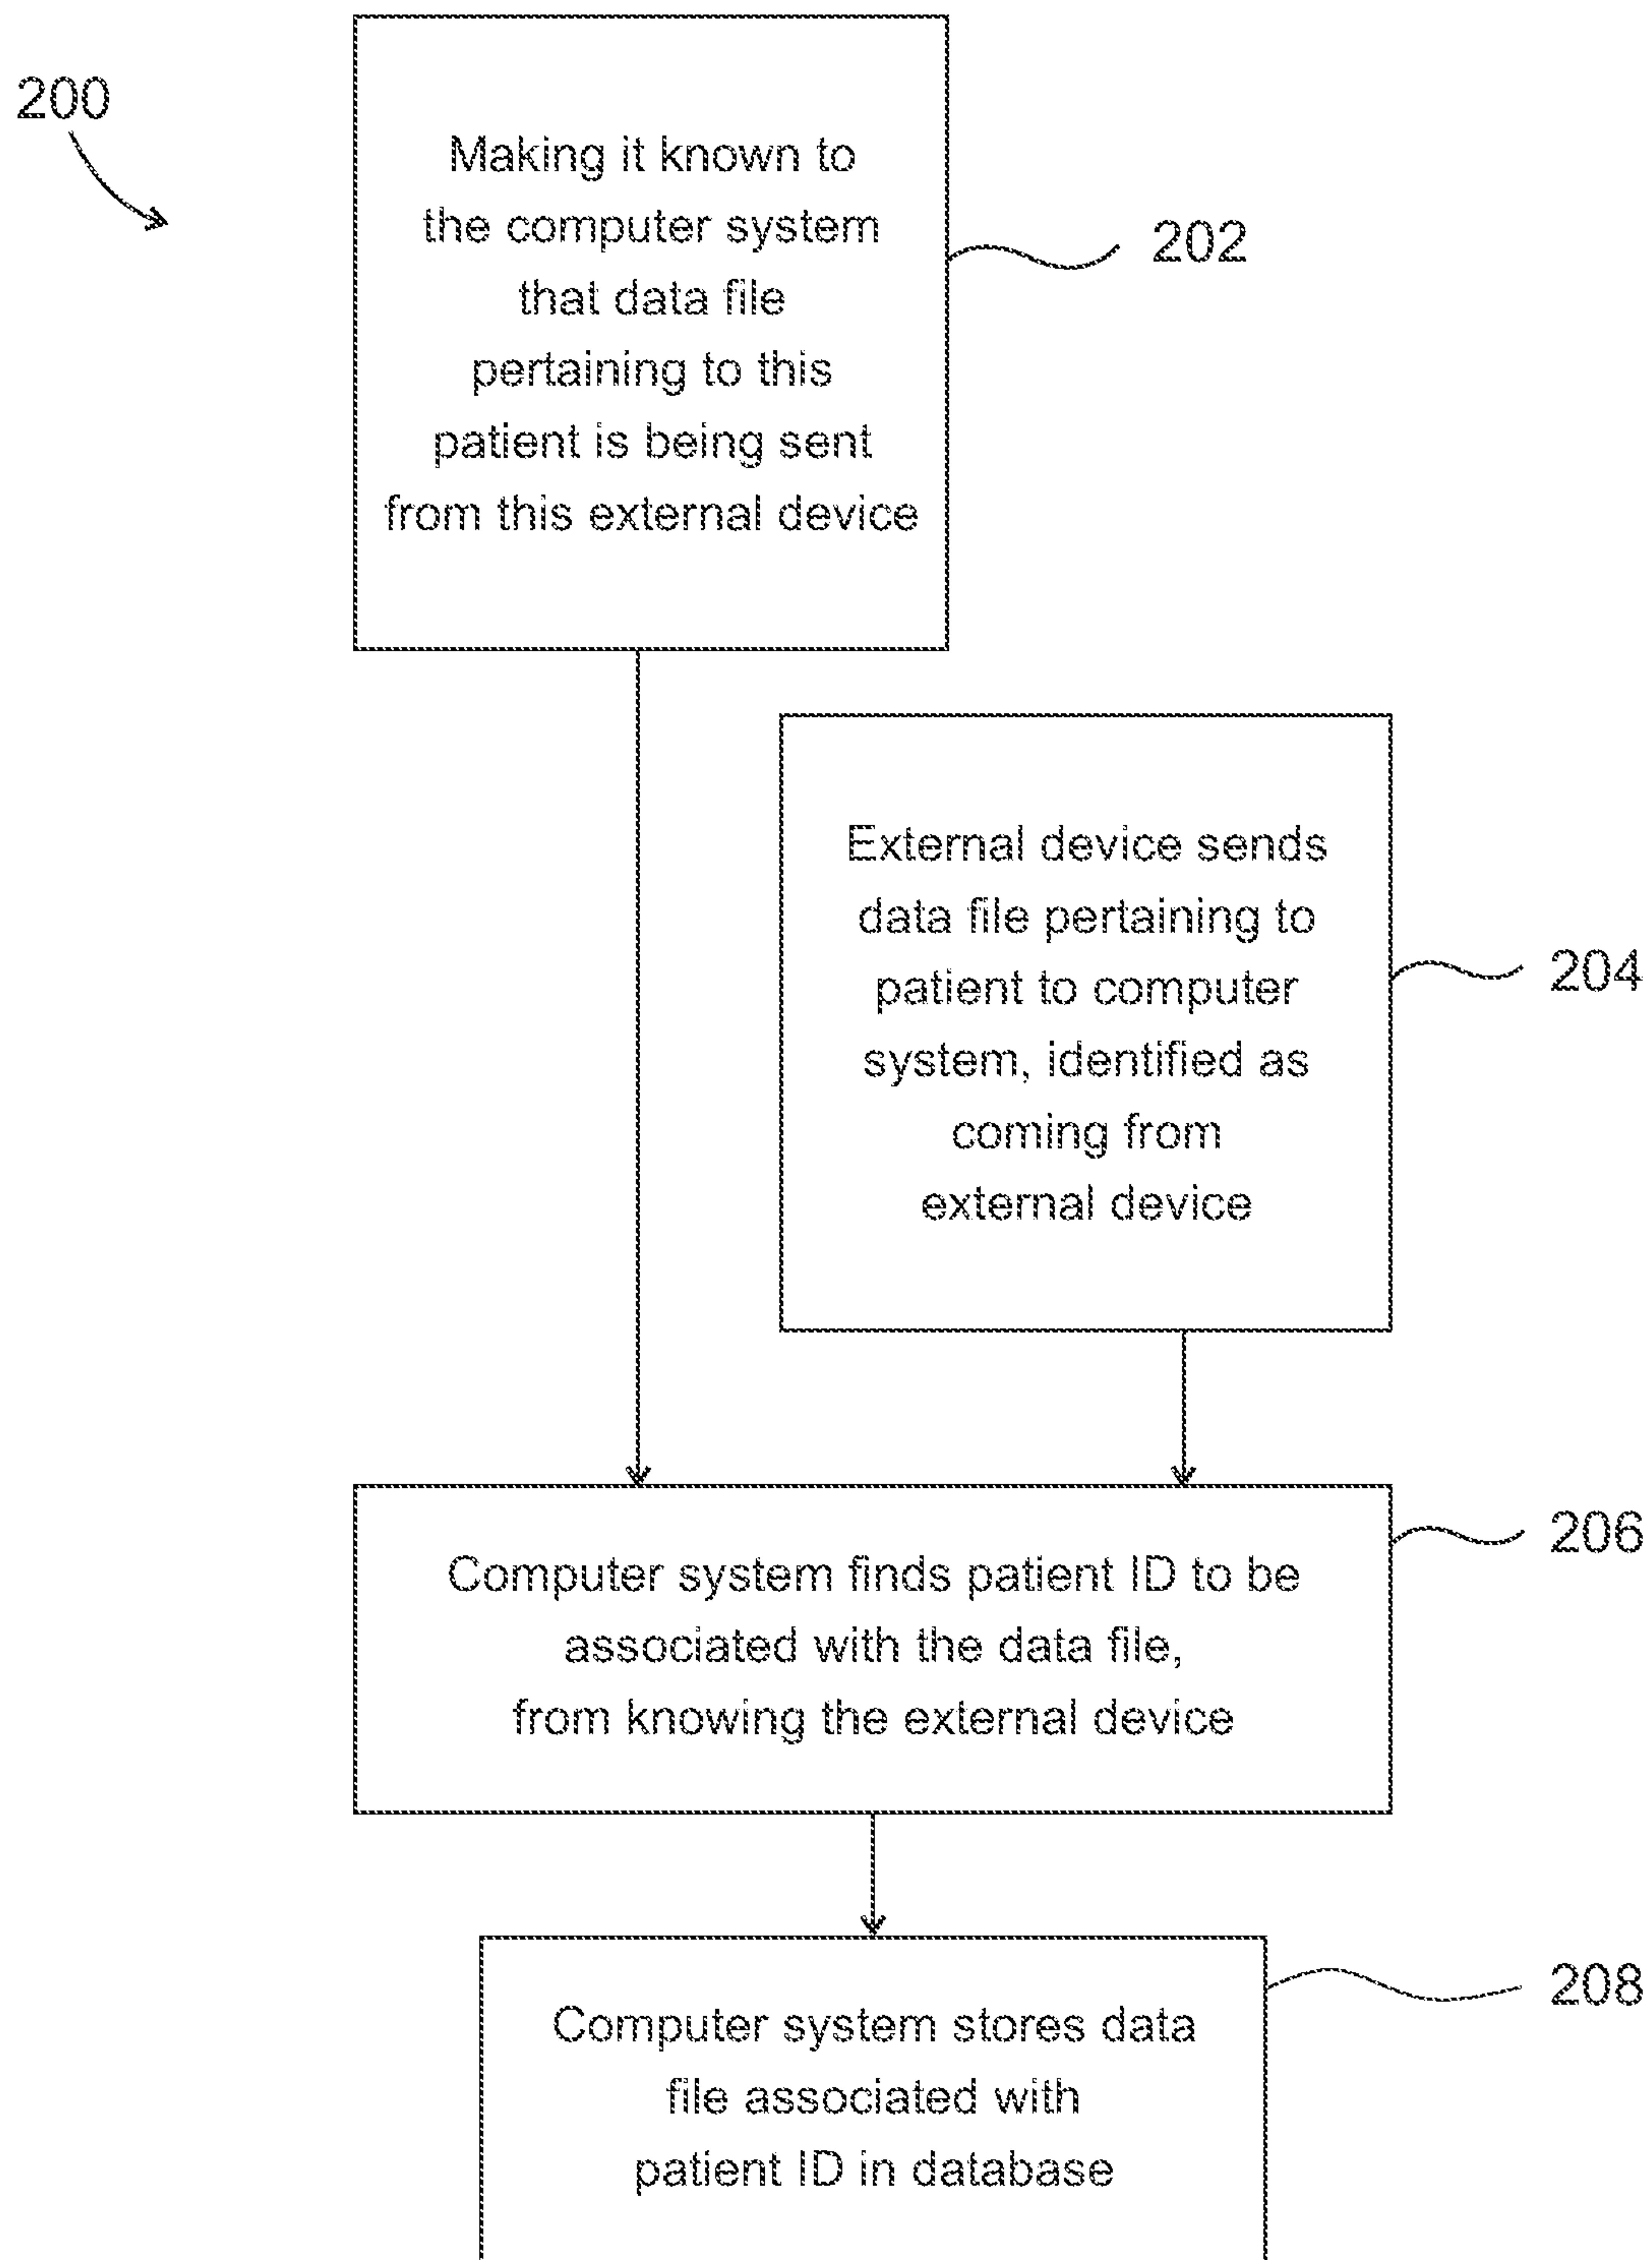 200
Making it known to
the computer system
that data file
pertaining to this
patient is being sent
from this external device
202
External device sends
data file pertaining to
patient to computer
system, identified as
coming from
external device
204
Computer system finds patient ID to be
associated with the data file,
from knowing the external device
206
Computer system stores data
file associated with
patient ID in database
208